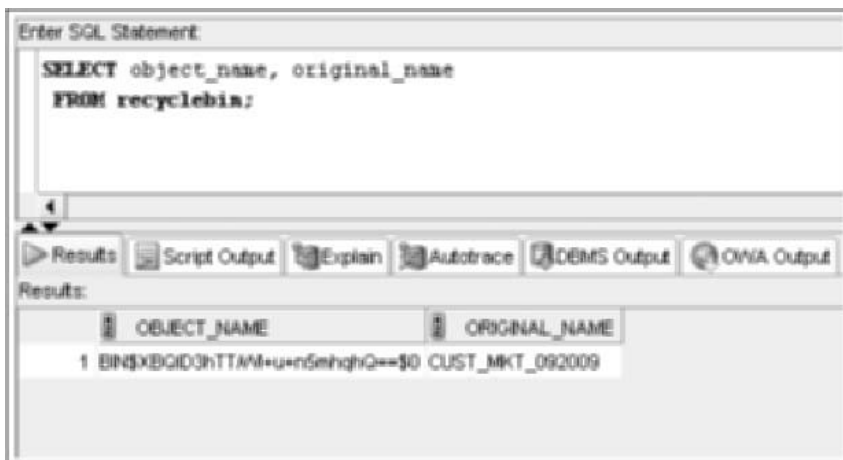 Enter SQL Statement:
SELECT object_name, original_name
FROM recyclebin;
Results Script Output Explain Autotrace DBMS Output OWA Output
Results:
OBJECT_NAME ORIGINAL_NAME
1 CUST_MKT_092009